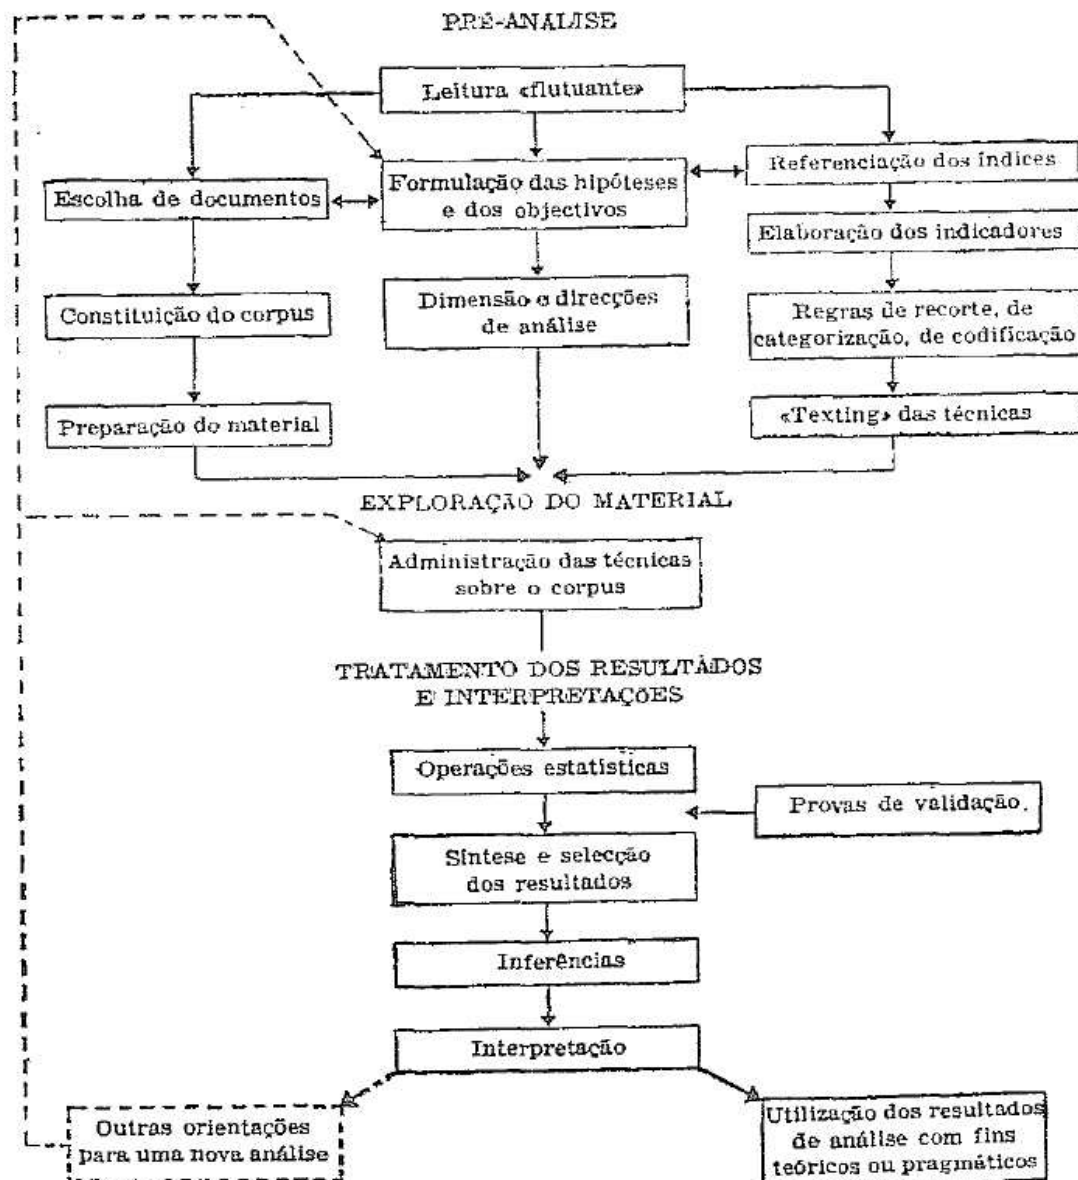 PRÉ-ANÁLISE
Leitura «flutuante»
Escolha de documentos
Formulação das hipóteses
e dos objectivos
Referenciação dos índices
Elaboração dos indicadores
Constituição do corpus
Dimensão e direcções
de análise
Regras de recorte, de
categorização, de codificação
Preparação do material
«Texting» das técnicas
EXPLORAÇÃO DO MATERIAL
Administração das técnicas
sobre o corpus
TRATAMENTO DOS RESULTADOS
E INTERPRETAÇÕES
Operações estatísticas
Provas de validação.
Síntese e selecção
dos resultados
Inferências
Interpretação
Outras orientações
para uma nova análise
Utilização dos resultados
de análise com fins
teóricos ou pragmáticos